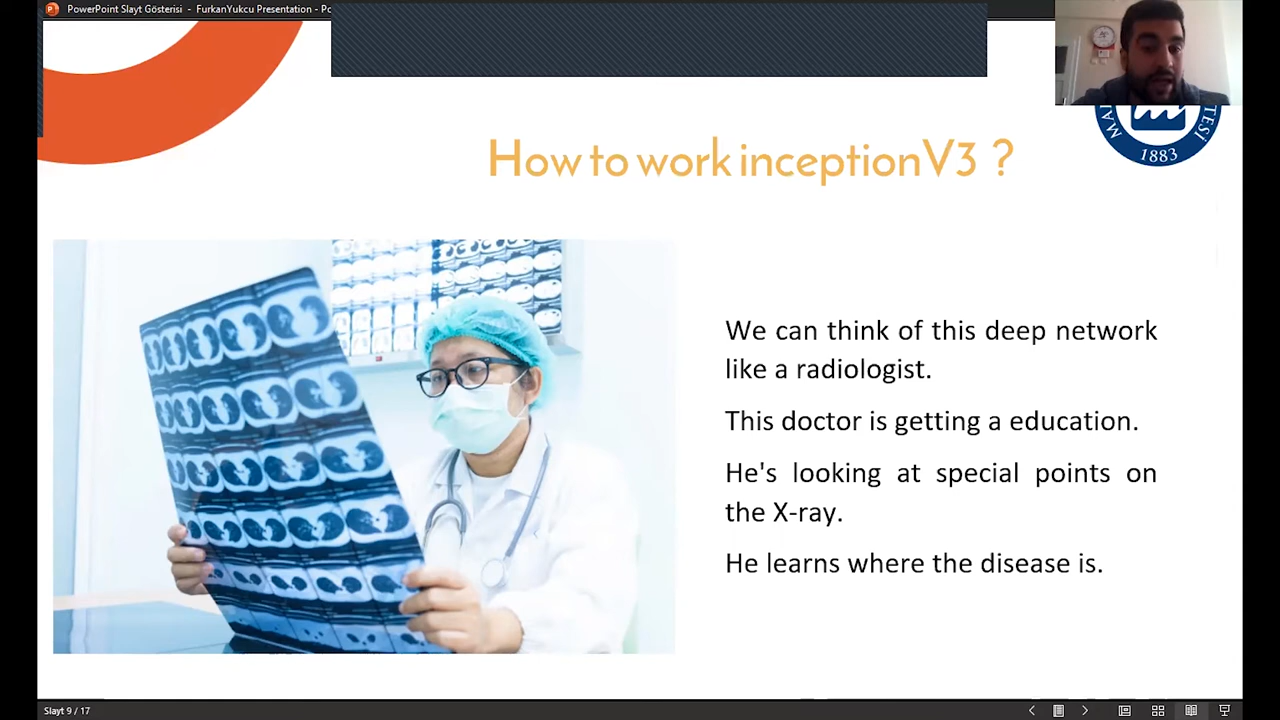 PowerPoint Slayt Gösterisi - FurkanYukcu Presentation - Po
How to work inceptionV3 ?
1883
We can think of this deep network
like a radiologist.
This doctor is getting a education.
He's looking at special points on
the X-ray.
He learns where the disease is.
Slayt 9 / 17